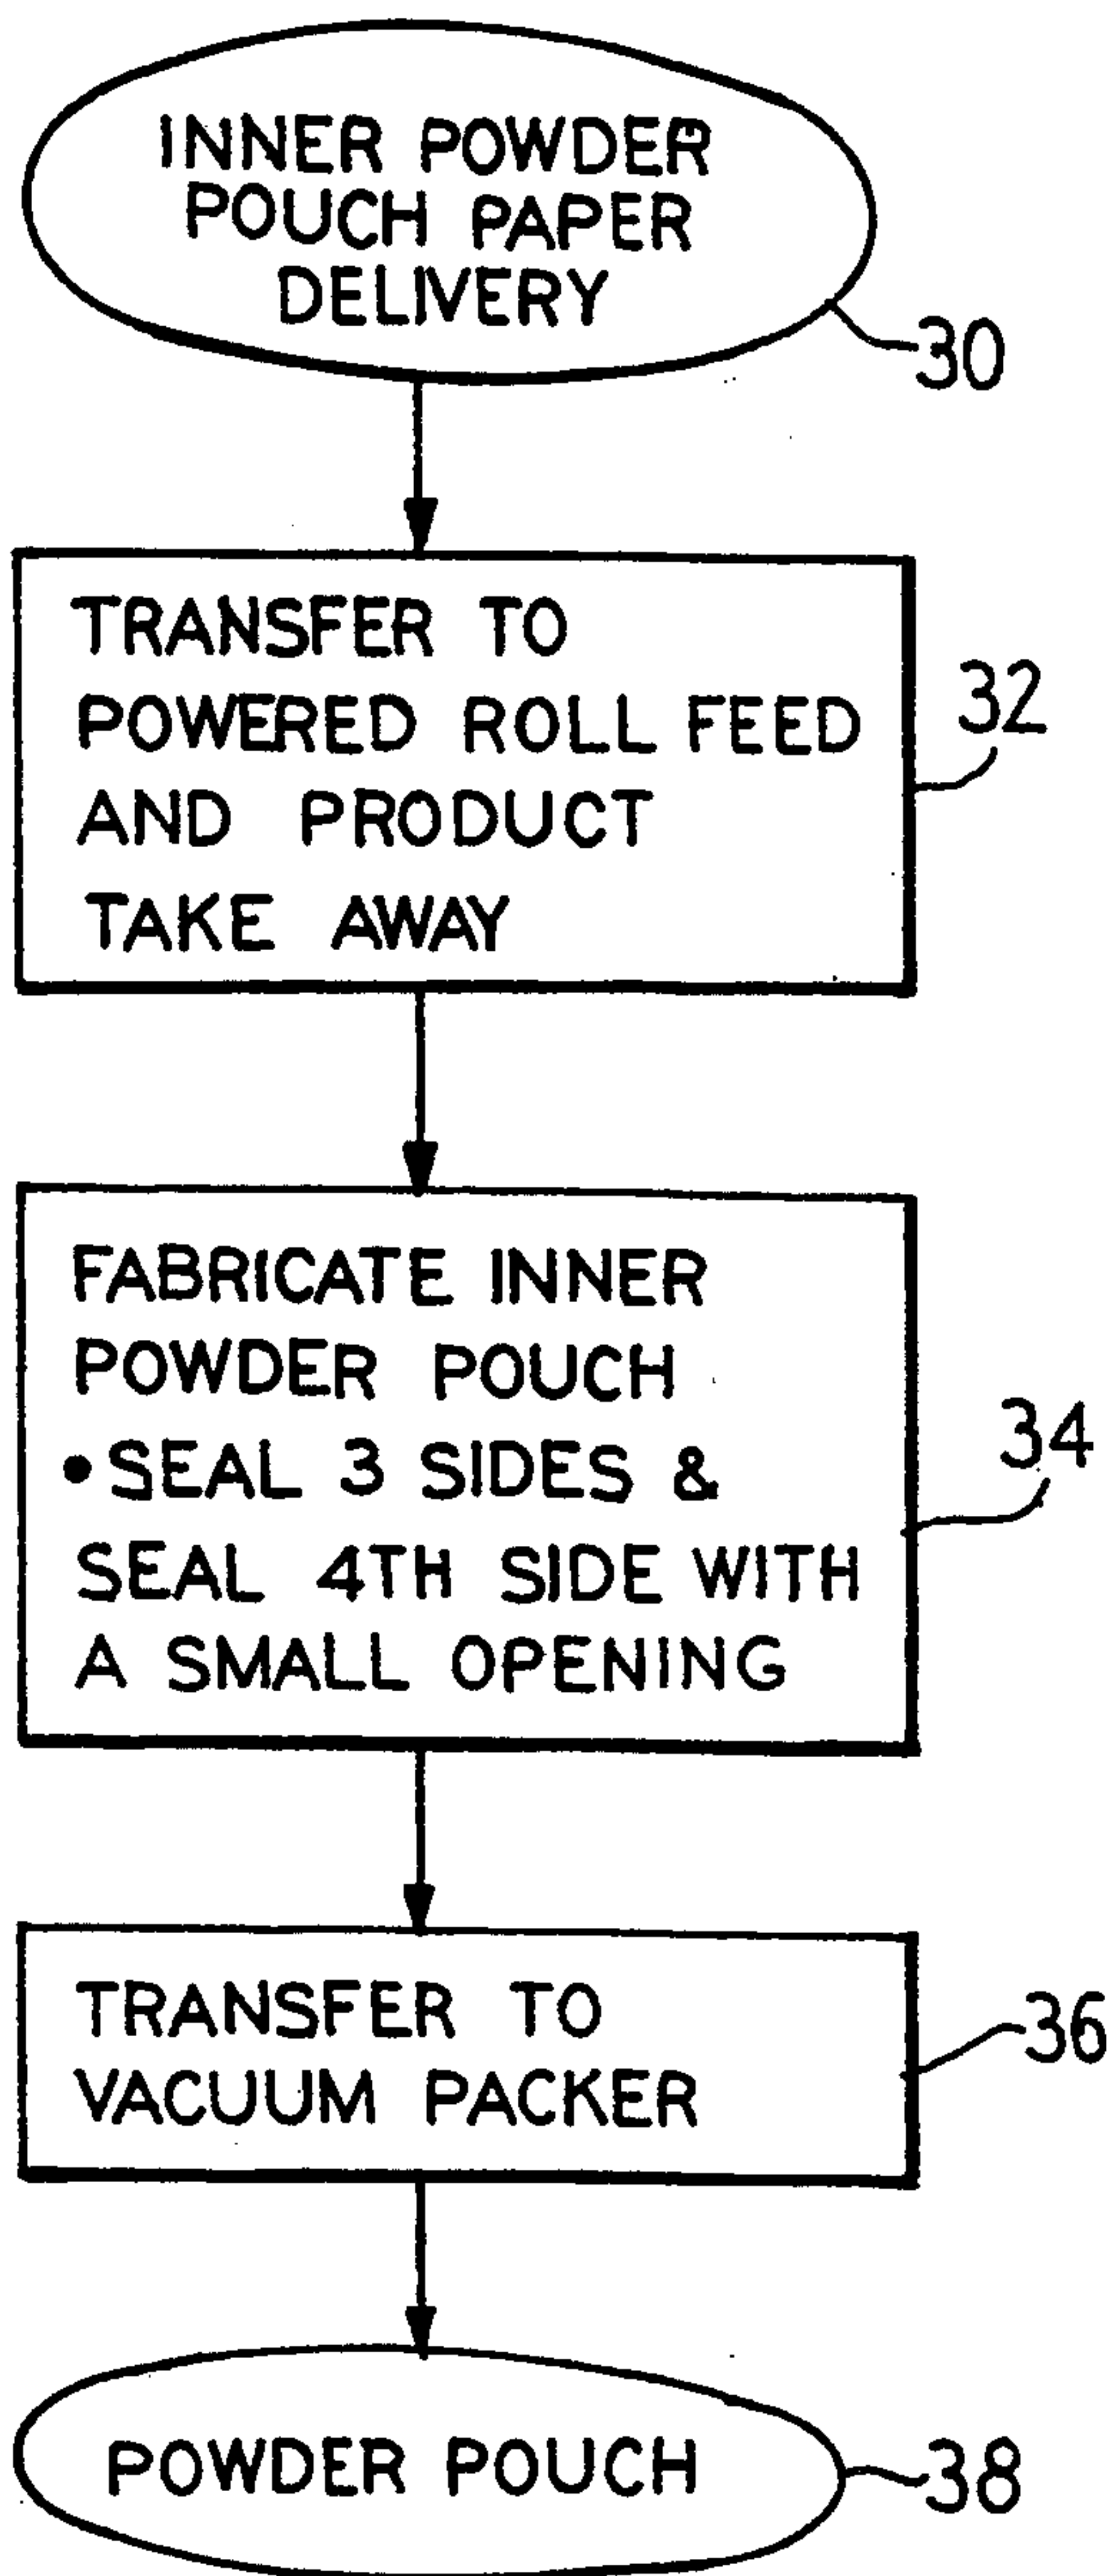 INNER POWDER
POUCH PAPER
DELIVERY
30
TRANSFER TO
POWERED ROLL FEED
AND PRODUCT
TAKE AWAY
32
FABRICATE INNER
POWDER POUCH
• SEAL 3 SIDES &
SEAL 4TH SIDE WITH
A SMALL OPENING
34
TRANSFER TO
VACUUM PACKER
36
POWDER POUCH
38